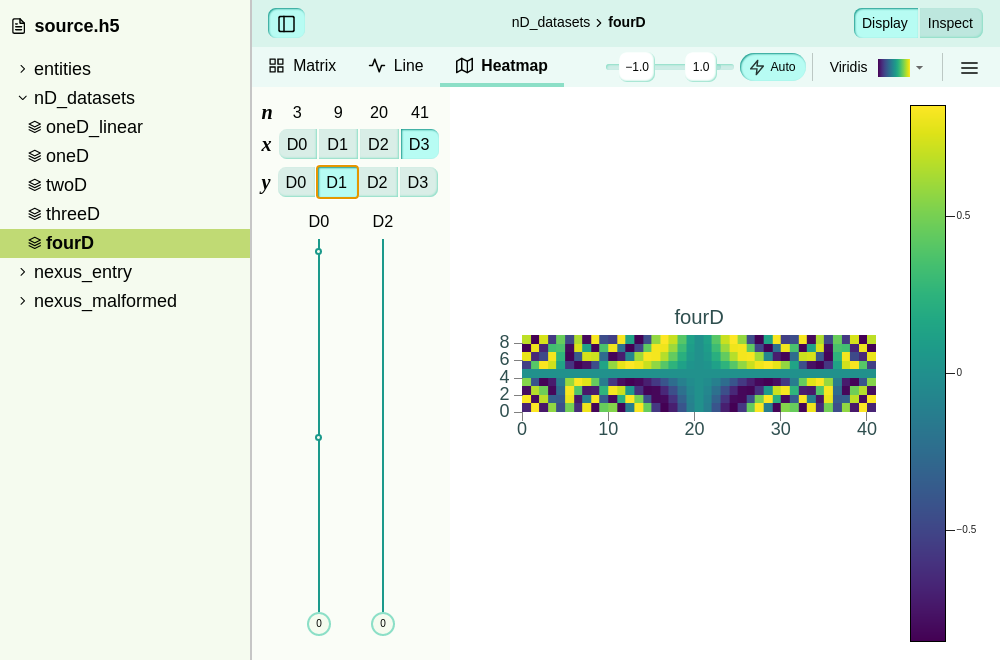 source.h5
entities
nD_datasets
oneD_linear
oneD
twoD
threeD
fourD
nexus_entry
nexus_malformed
nD_datasets › fourD
Display Inspect
Matrix Line Heatmap −1.0 1.0 Auto Viridis
n 3 9 20 41
x D0 D1 D2 D3
y D0 D1 D2 D3
D0 D2
0 0
fourD
8
6
4
2
0
0 10 20 30 40
0.5
0
−0.5